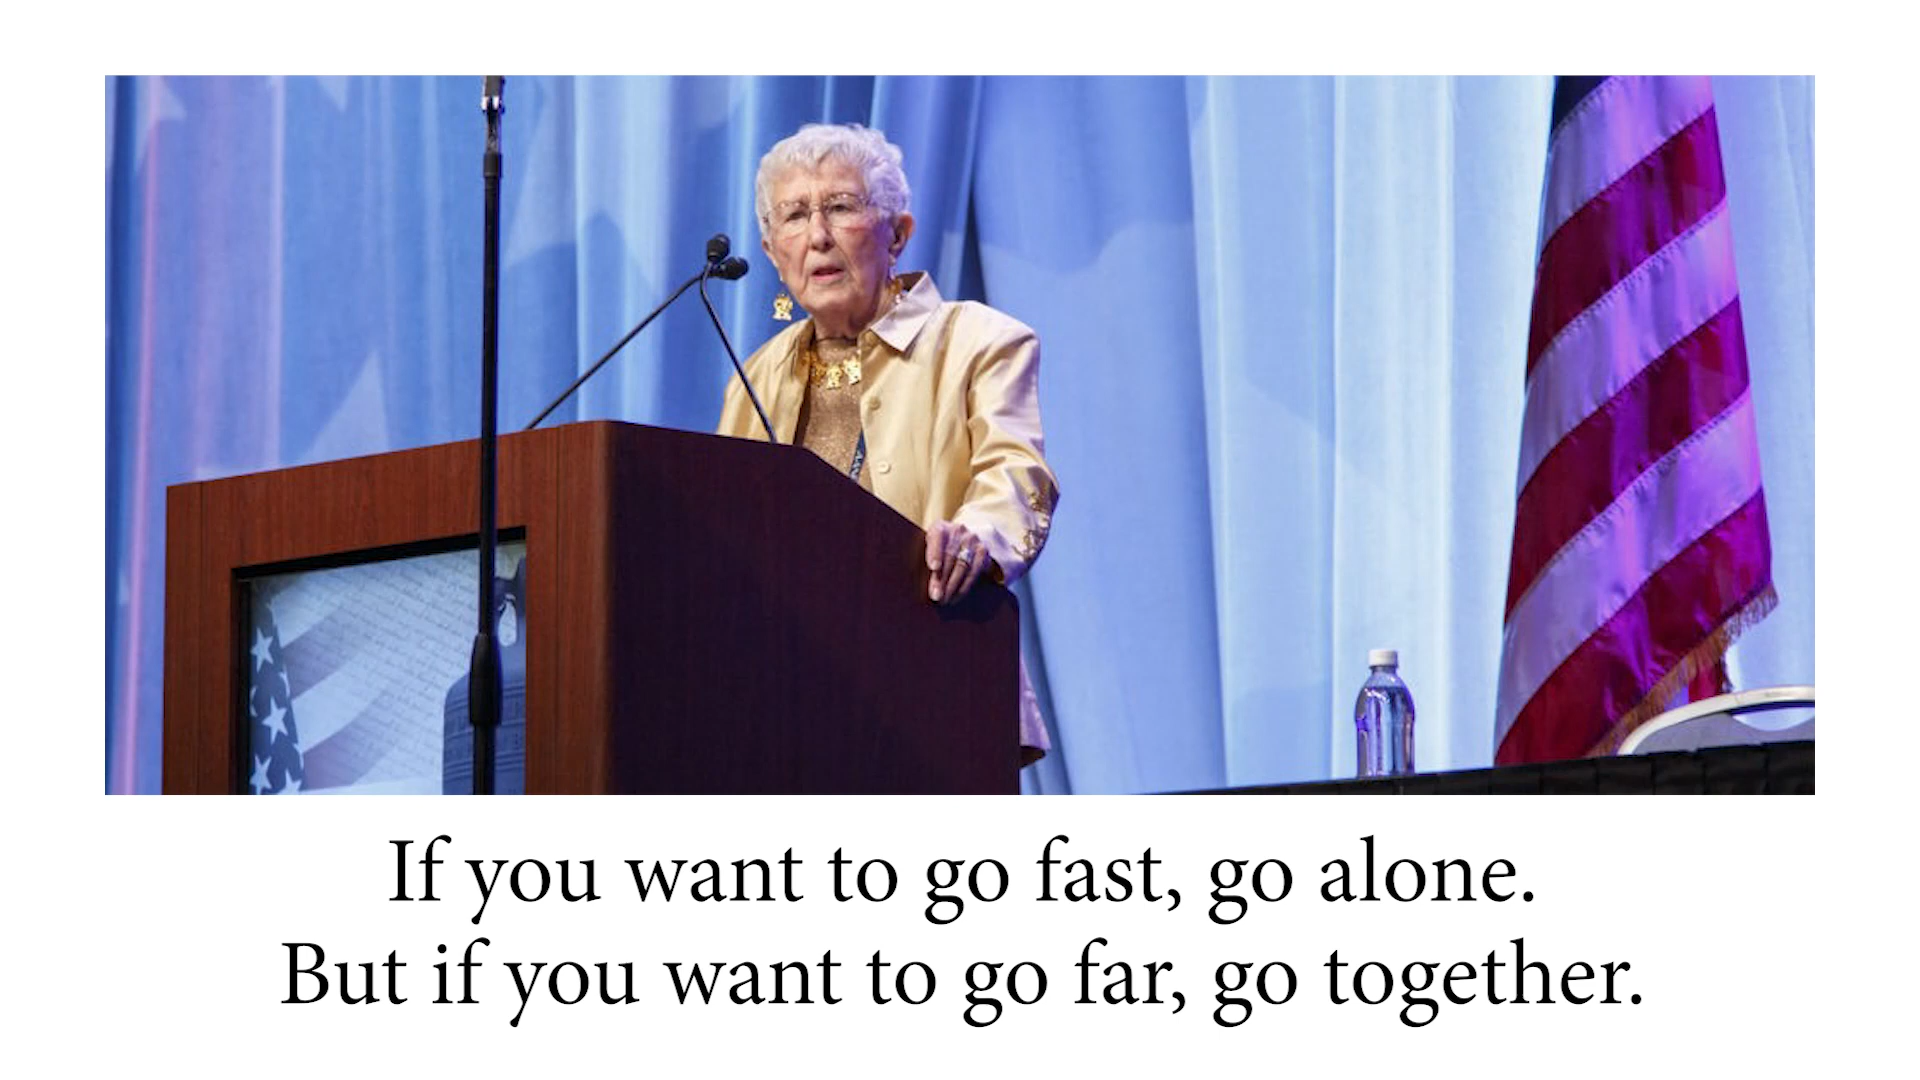 If you want to go fast, go alone.
But if you want to go far, go together.